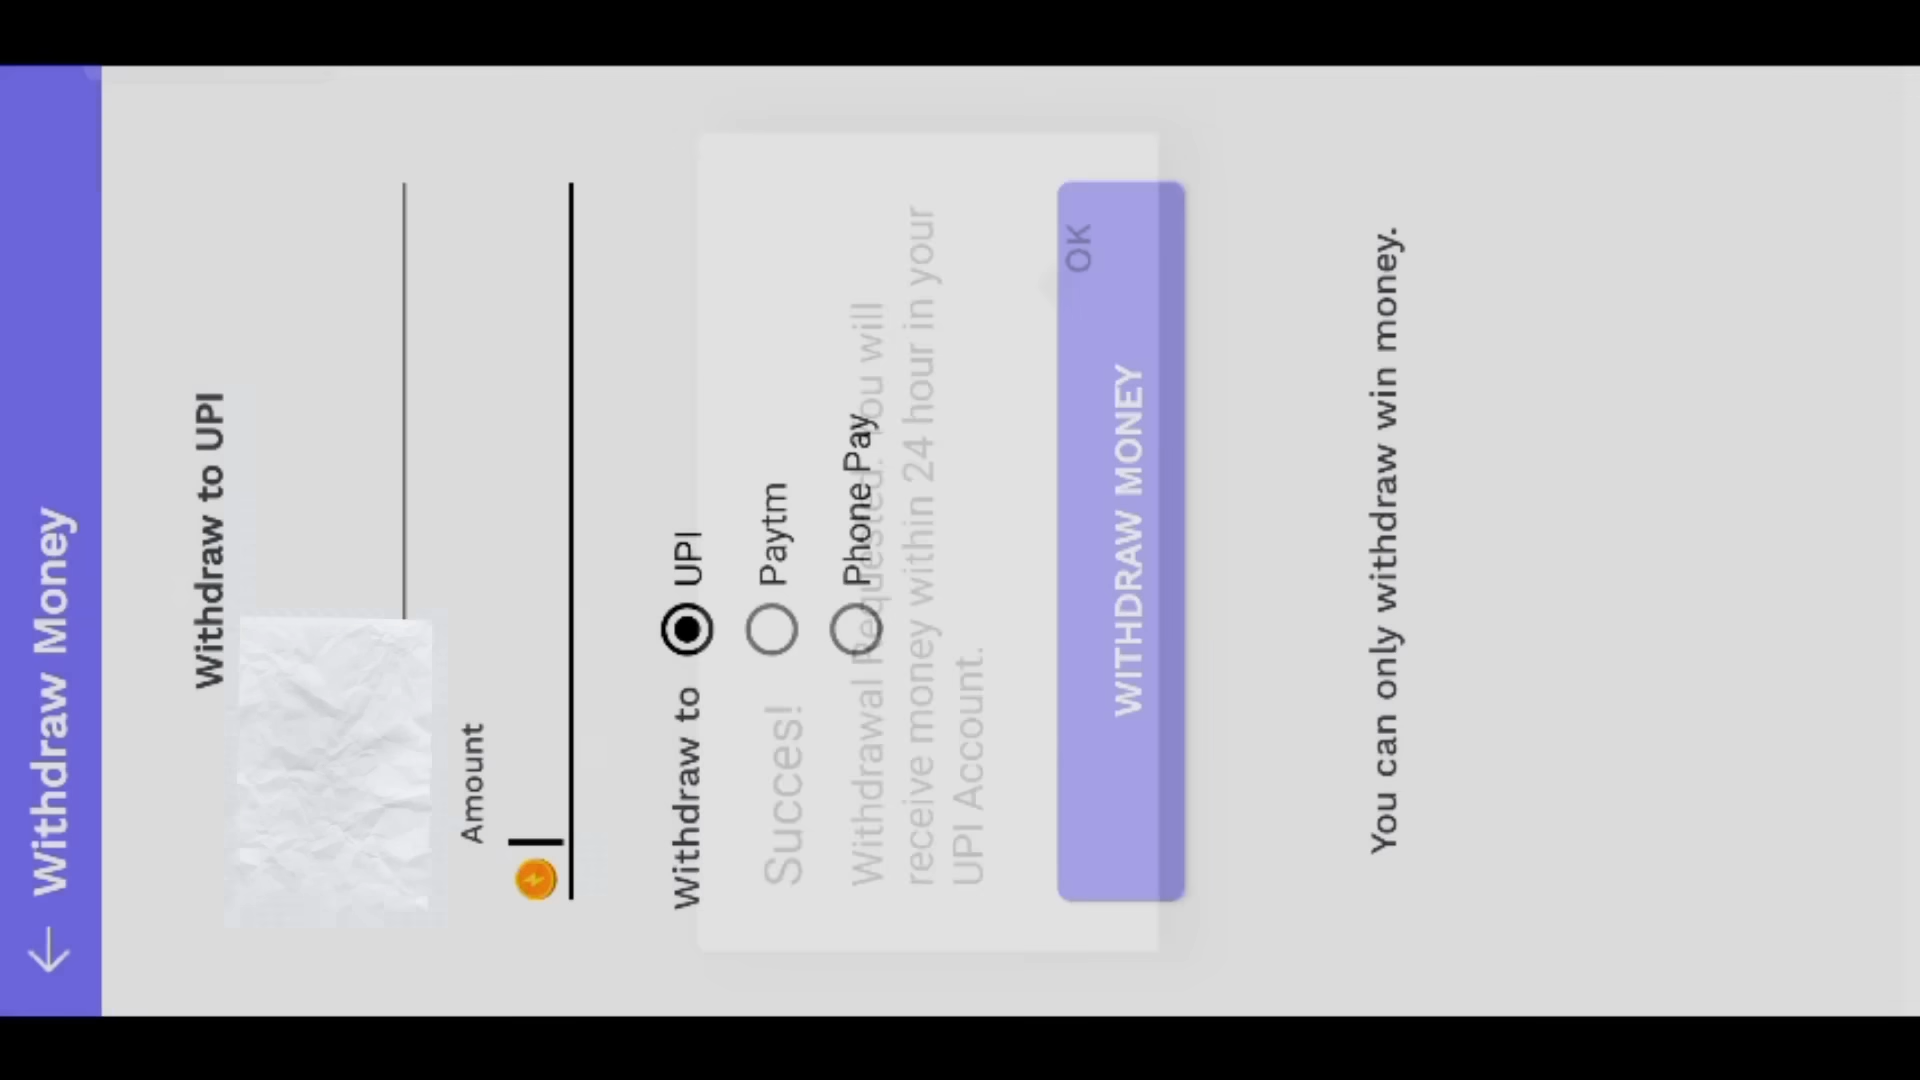 Withdraw Money
Withdraw to UPI
Amount
Withdraw to
UPI
Paytm
Phone Pay
Success!
Withdrawal Requested. you will
receive money within 24 hour in your
UPI Account.
OK
WITHDRAW MONEY
You can only withdraw win money.